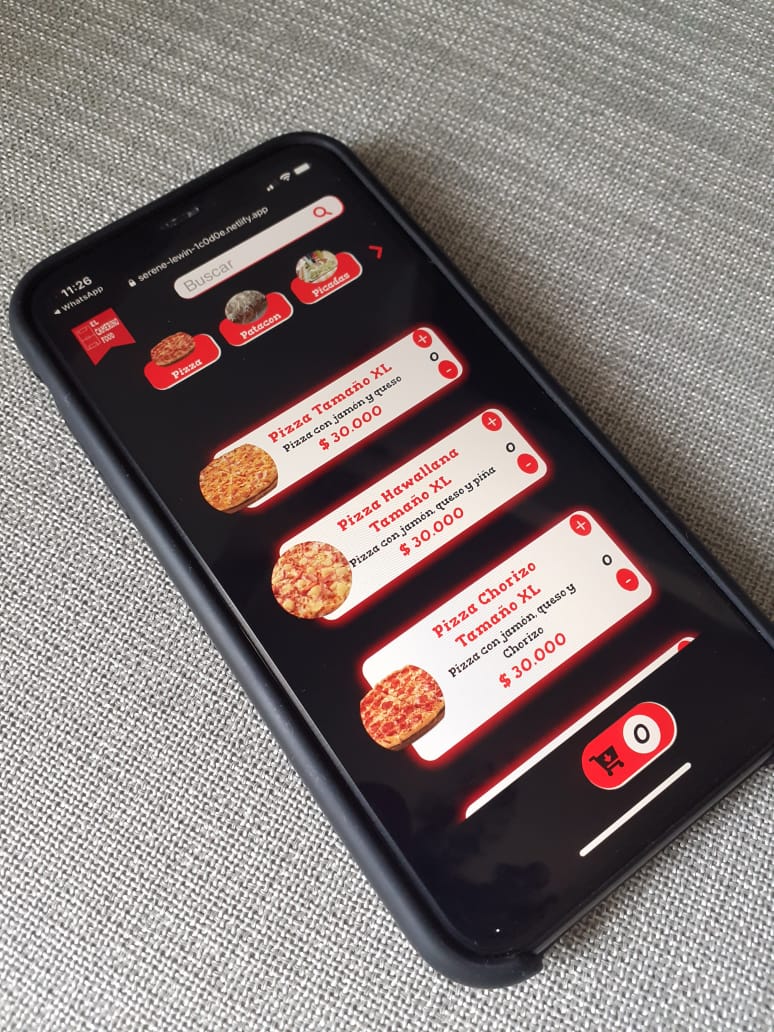 11:26
WhatsApp
serene-lewin-1c0d0e.netlify.app
EL
CAMERINO
FOOD
Buscar
Pizza
Patacon
Picadas
Pizza Tamaño XL
Pizza con jamón y queso
$ 30.000
+
0
-
Pizza Hawallana
Tamaño XL
Pizza con jamón, queso y piña
$ 30.000
+
0
-
Pizza Chorizo
Tamaño XL
Pizza con jamón, queso y
Chorizo
$ 30.000
+
0
-
0